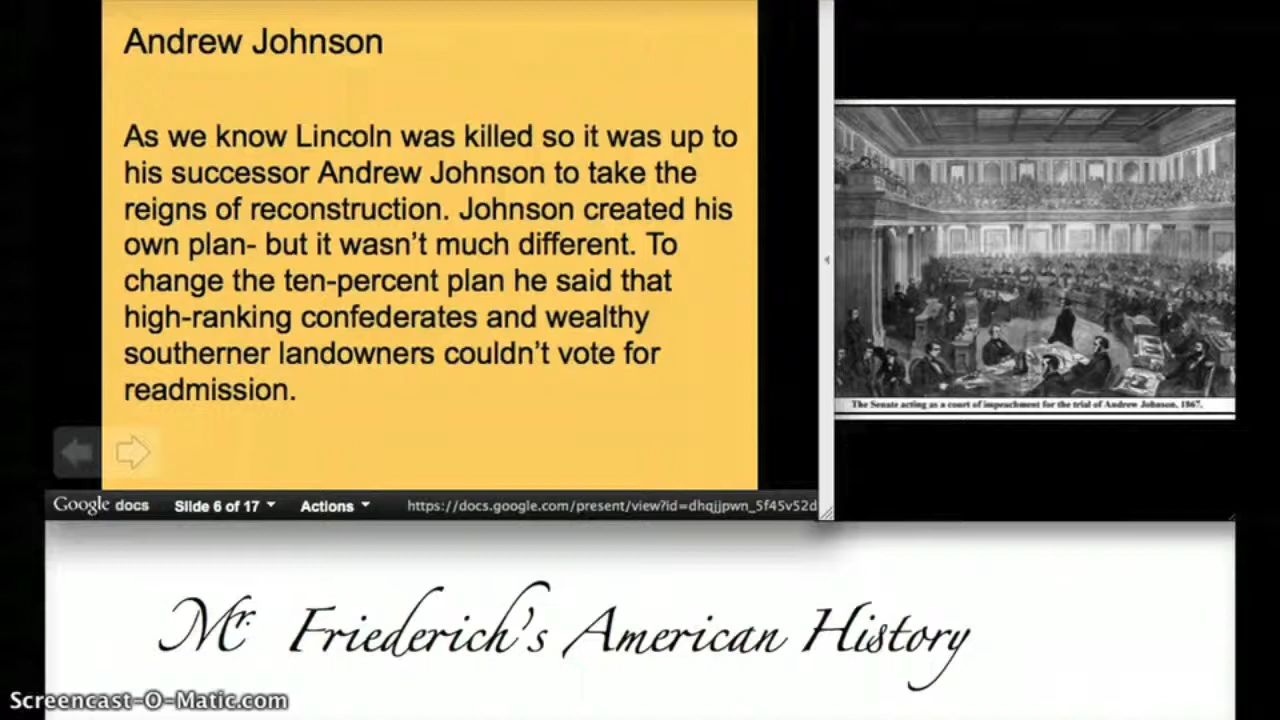 Andrew Johnson
As we know Lincoln was killed so it was up to
his successor Andrew Johnson to take the
reigns of reconstruction. Johnson created his
own plan- but it wasn't much different. To
change the ten-percent plan he said that
high-ranking confederates and wealthy
southerner landowners couldn't vote for
readmission.
The Senate acting as a court of impeachment for the trial of Andrew Johnson, 1867.
Google docs Slide 6 of 17 Actions https://docs.google.com/present/view?id=dhqjjpwn_5f45v52d
Mr. Friederich's American History
Screencast-O-Matic.com